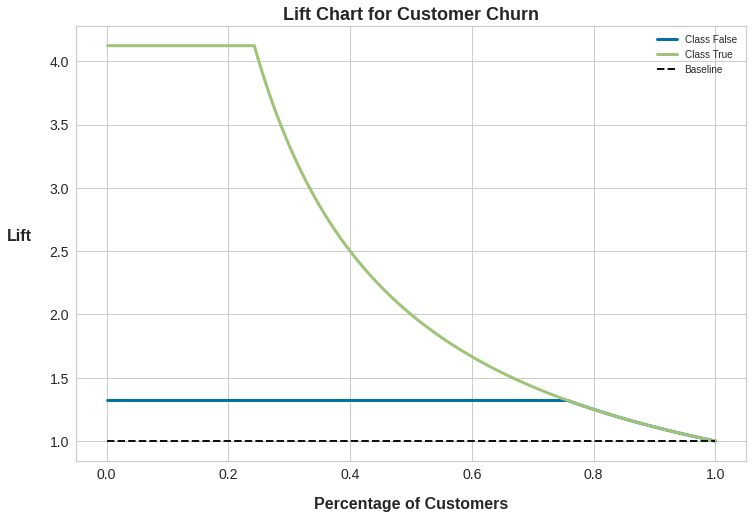 Lift Chart for Customer Churn
Class False
Class True
Baseline
4.0
3.5
3.0
2.5
2.0
1.5
1.0
Lift
0.0 0.2 0.4 0.6 0.8 1.0
Percentage of Customers